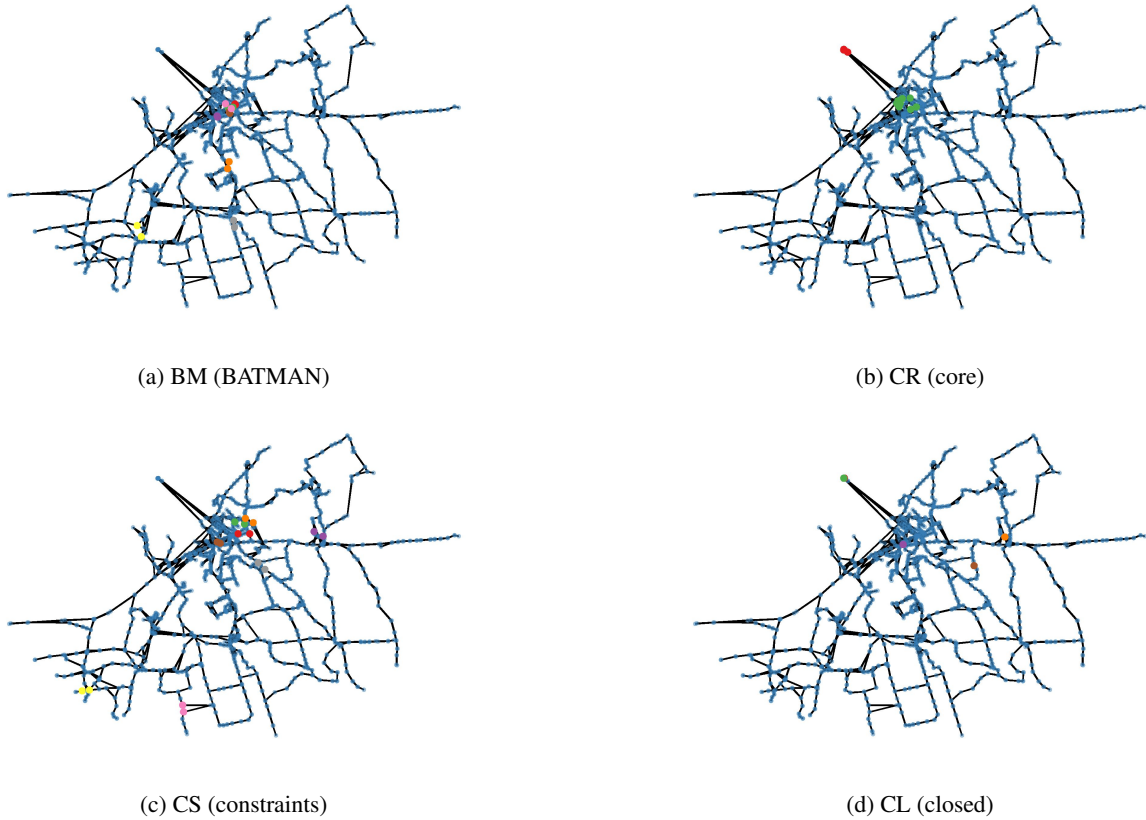 (a) BM (BATMAN)
(b) CR (core)
(c) CS (constraints)
(d) CL (closed)